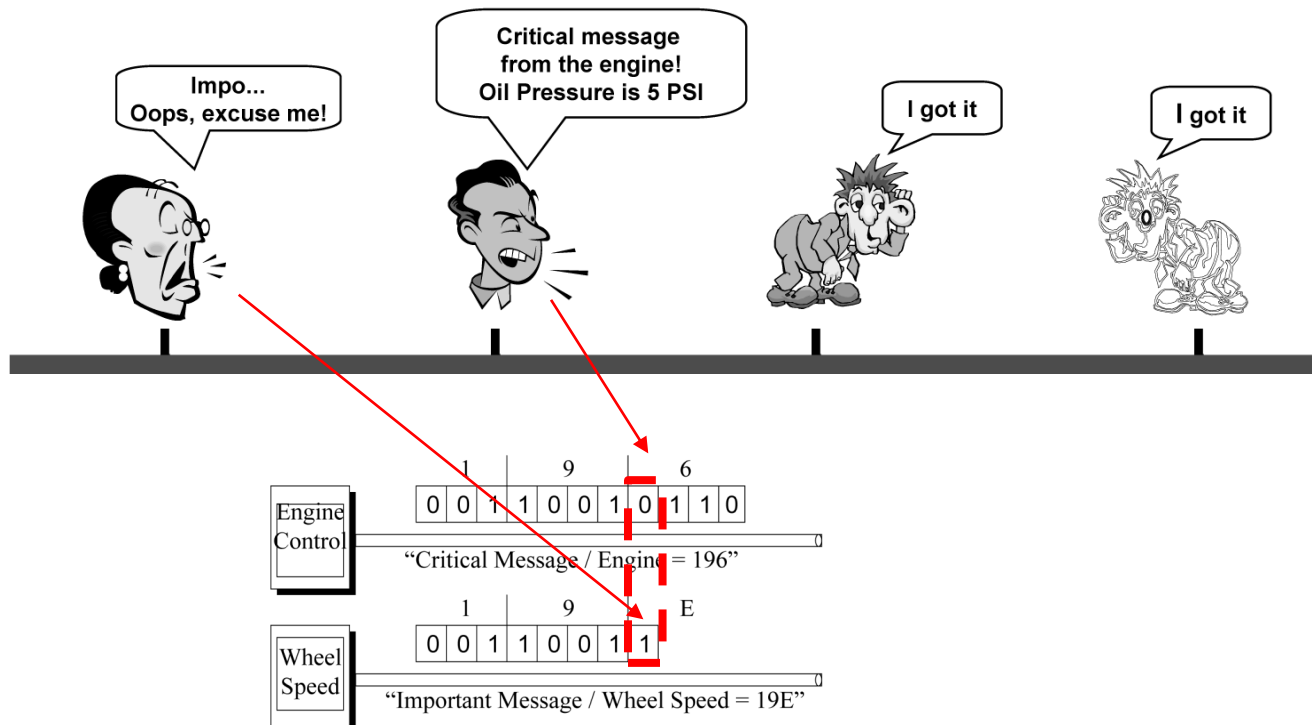 Impo...
Oops, excuse me!
Critical message
from the engine!
Oil Pressure is 5 PSI
I got it
I got it
1 9 6
0 0 1 1 0 0 1 0 1 1 0
Engine
Control
“Critical Message / Engine = 196”
1 9 E
0 0 1 1 0 0 1 1
Wheel
Speed
“Important Message / Wheel Speed = 19E”